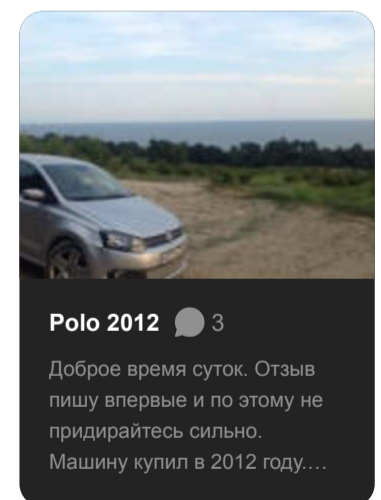 Polo 2012 3
Доброе время суток. Отзыв
пишу впервые и по этому не
придирайтесь сильно.
Машину купил в 2012 году....